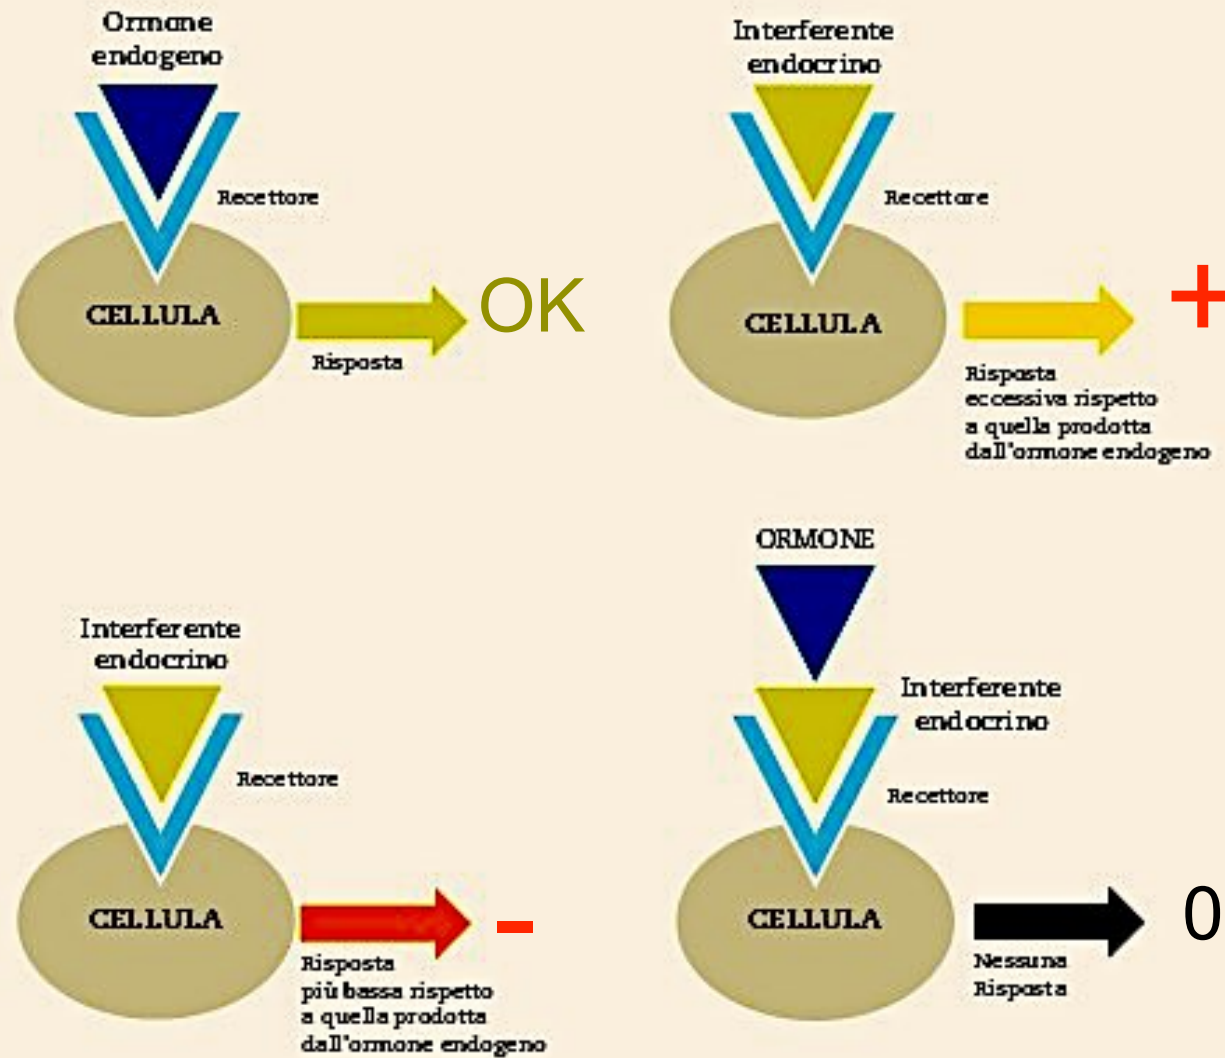 Ormone
endogeno
Recettore
CELLULA
Risposta
OK
Interferente
endocrino
Recettore
CELLULA
+
Risposta
eccessiva rispetto
a quella prodotta
dall'ormone endogeno
Interferente
endocrino
Recettore
CELLULA
-
Risposta
più bassa rispetto
a quella prodotta
dall'ormone endogeno
ORMONE
Interferente
endocrino
Recettore
CELLULA
0
Nessuna
Risposta